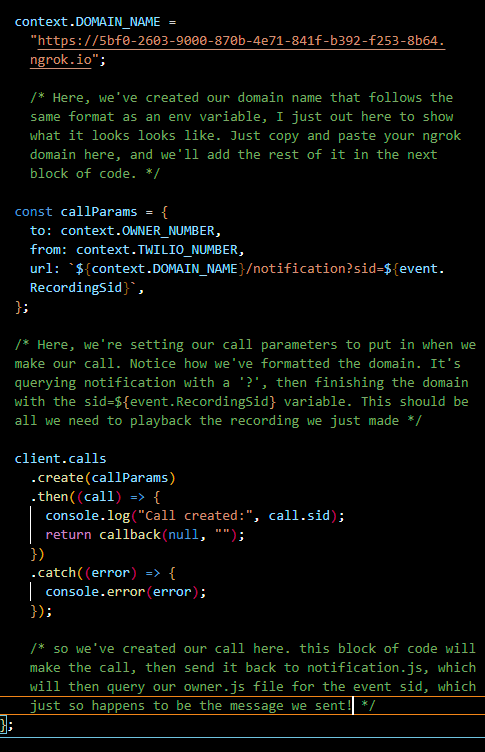 context.DOMAIN_NAME =
"https://5bf0-2603-9000-870b-4e71-841f-b392-f253-8b64.
ngrok.io";
/* Here, we've created our domain name that follows the
same format as an env variable, I just out here to show
what it looks looks like. Just copy and paste your ngrok
domain here, and we'll add the rest of it in the next
block of code. */
const callParams = {
to: context.OWNER_NUMBER,
from: context.TWILIO_NUMBER,
url: `${context.DOMAIN_NAME}/notification?sid=${event.
RecordingSid}`,
};
/* Here, we're setting our call parameters to put in when we
make our call. Notice how we've formatted the domain. It's
querying notification with a '?', then finishing the domain
with the sid=${event.RecordingSid} variable. This should be
all we need to playback the recording we just made */
client.calls
.create(callParams)
.then((call) => {
console.log("Call created:", call.sid);
return callback(null, "");
})
.catch((error) => {
console.error(error);
});
/* so we've created our call here. this block of code will
make the call, then send it back to notification.js, which
will then query our owner.js file for the event sid, which
just so happens to be the message we sent! */
};